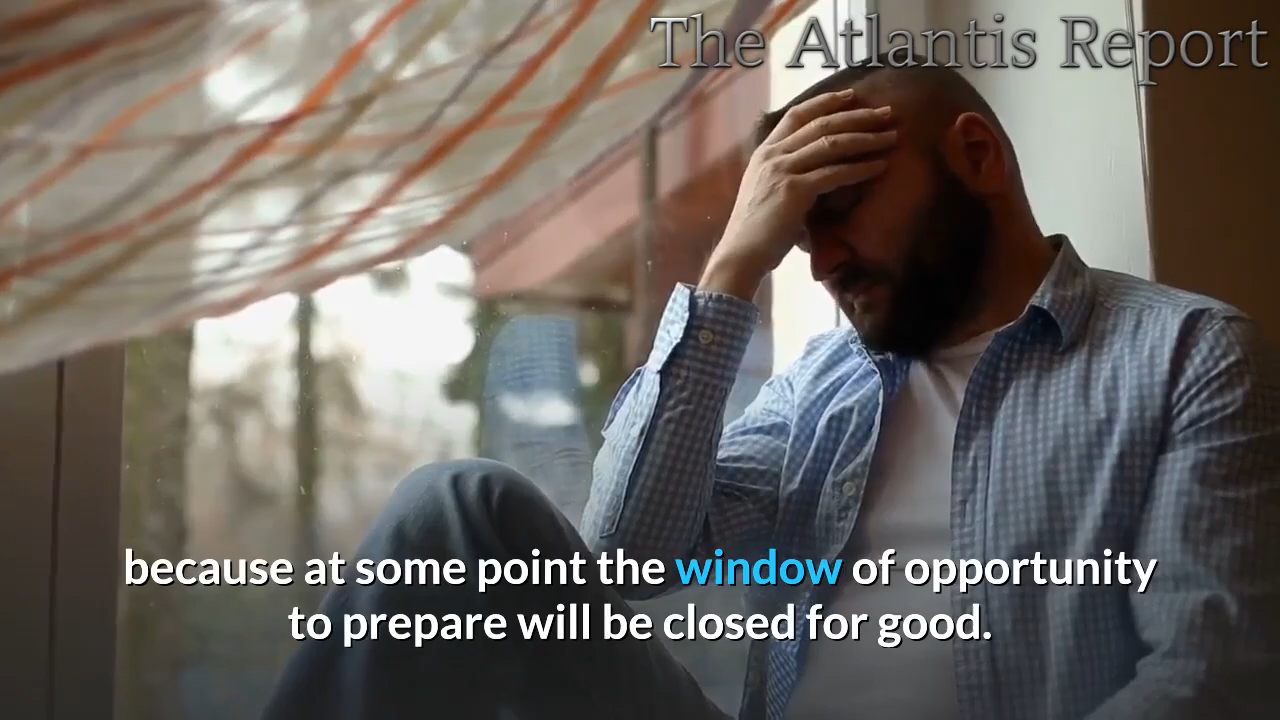 The Atlantis Report
because at some point the window of opportunity
to prepare will be closed for good.